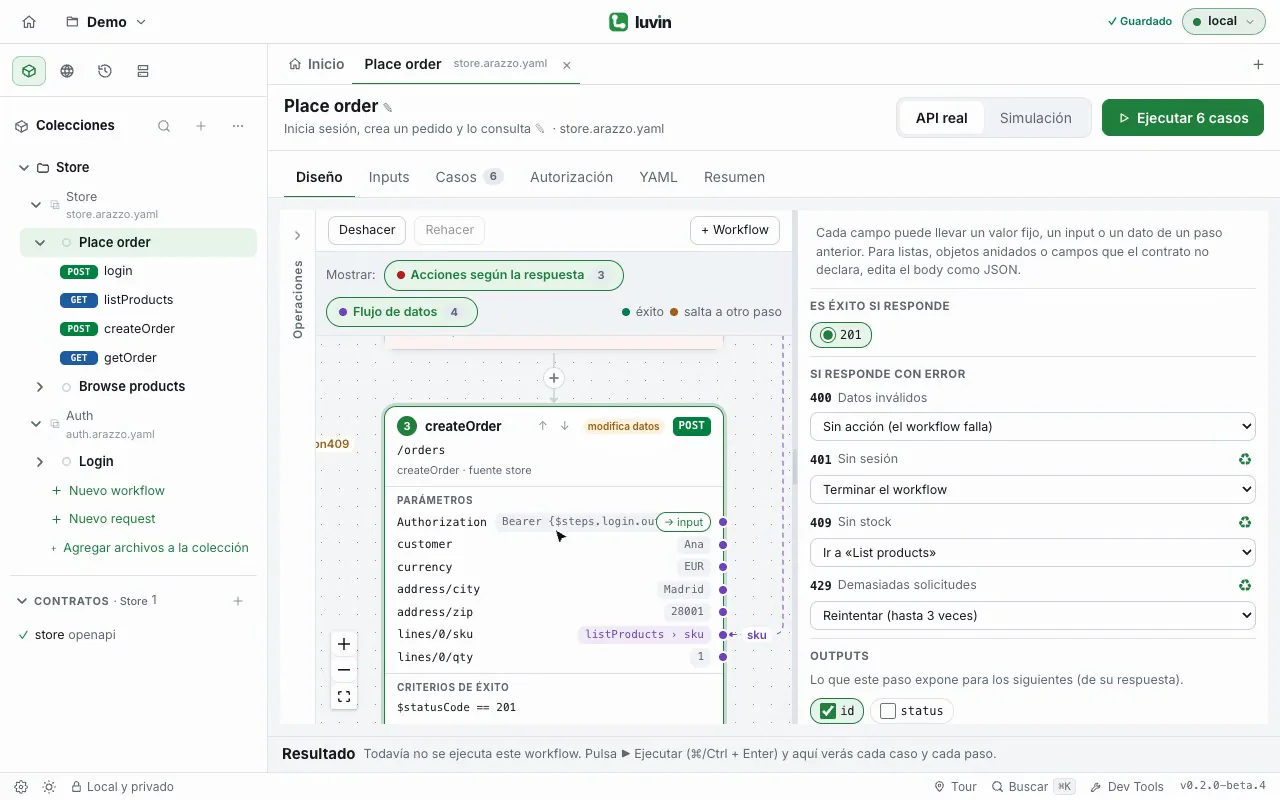 Demo
luvin
Guardado
local
Colecciones
Store
Store
store.arazzo.yaml
Place order
POST login
GET listProducts
POST createOrder
GET getOrder
Browse products
Auth
auth.arazzo.yaml
Login
+ Nuevo workflow
+ Nuevo request
+ Agregar archivos a la colección
CONTRATOS · Store 1
store openapi
Inicio
Place order store.arazzo.yaml
Place order
Inicia sesión, crea un pedido y lo consulta · store.arazzo.yaml
API real
Simulación
Ejecutar 6 casos
Diseño
Inputs
Casos 6
Autorización
YAML
Resumen
Operaciones
Deshacer
Rehacer
+ Workflow
Mostrar: Acciones según la respuesta 3
Flujo de datos 4
éxito salta a otro paso
on409
3 createOrder ↑ ↓ modifica datos POST
/orders
createOrder · fuente store
PARÁMETROS
Authorization Bearer {$steps.login.ou → input
customer Ana
currency EUR
address/city Madrid
address/zip 28001
lines/0/sku listProducts › sku
← sku
lines/0/qty 1
CRITERIOS DE ÉXITO
$statusCode == 201
Cada campo puede llevar un valor fijo, un input o un dato de un paso
anterior. Para listas, objetos anidados o campos que el contrato no
declara, edita el body como JSON.
ES ÉXITO SI RESPONDE
201
SI RESPONDE CON ERROR
400 Datos inválidos
Sin acción (el workflow falla)
401 Sin sesión
Terminar el workflow
409 Sin stock
Ir a «List products»
429 Demasiadas solicitudes
Reintentar (hasta 3 veces)
OUTPUTS
Lo que este paso expone para los siguientes (de su respuesta).
id
status
Resultado Todavía no se ejecuta este workflow. Pulsa ▶ Ejecutar (⌘/Ctrl + Enter) y aquí verás cada caso y cada paso.
Local y privado
Tour
Buscar ⌘K
Dev Tools
v0.2.0-beta.4